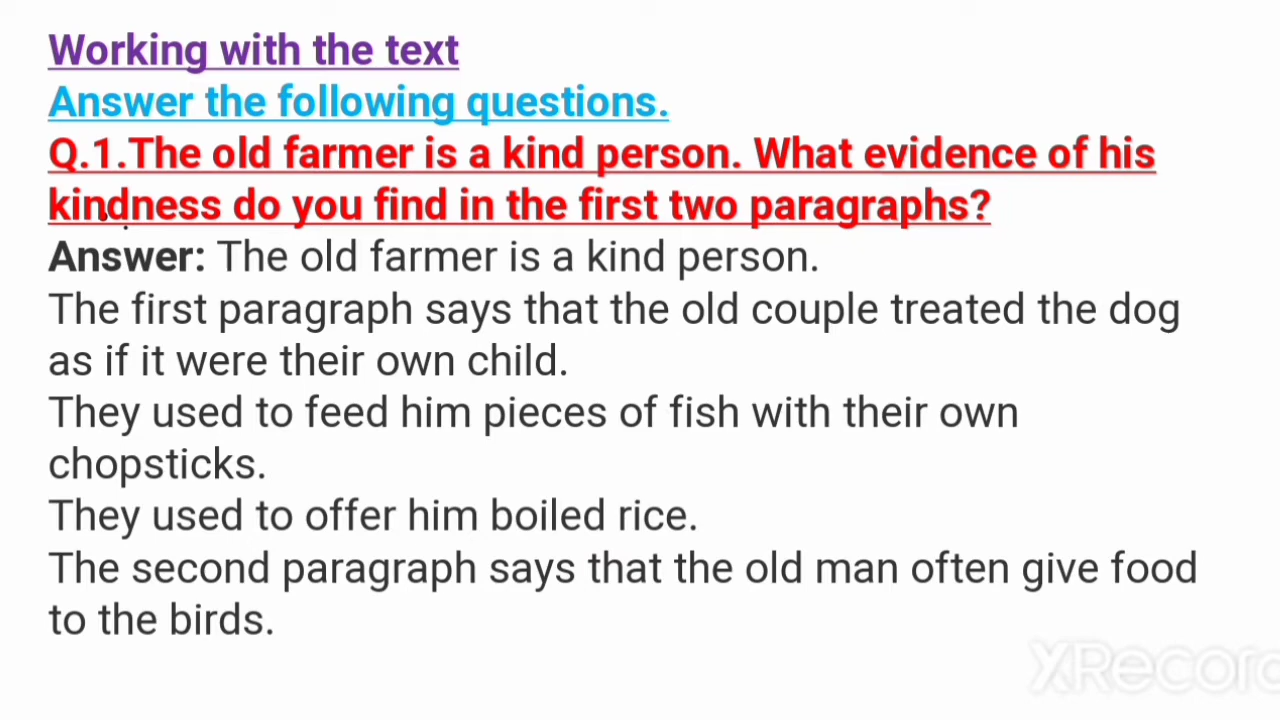 Working with the text
Answer the following questions.
Q.1.The old farmer is a kind person. What evidence of his
kindness do you find in the first two paragraphs?
Answer: The old farmer is a kind person.
The first paragraph says that the old couple treated the dog
as if it were their own child.
They used to feed him pieces of fish with their own
chopsticks.
They used to offer him boiled rice.
The second paragraph says that the old man often give food
to the birds.
XRecord